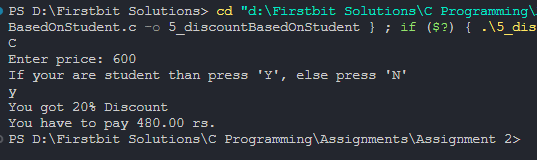 PS D:\Firstbit Solutions> cd "d:\Firstbit Solutions\C Programming\
BasedOnStudent.c -o 5_discountBasedOnStudent } ; if ($?) { .\5_dis
C
Enter price: 600
If your are student than press 'Y', else press 'N'
y
You got 20% Discount
You have to pay 480.00 rs.
PS D:\Firstbit Solutions\C Programming\Assignments\Assignment 2>